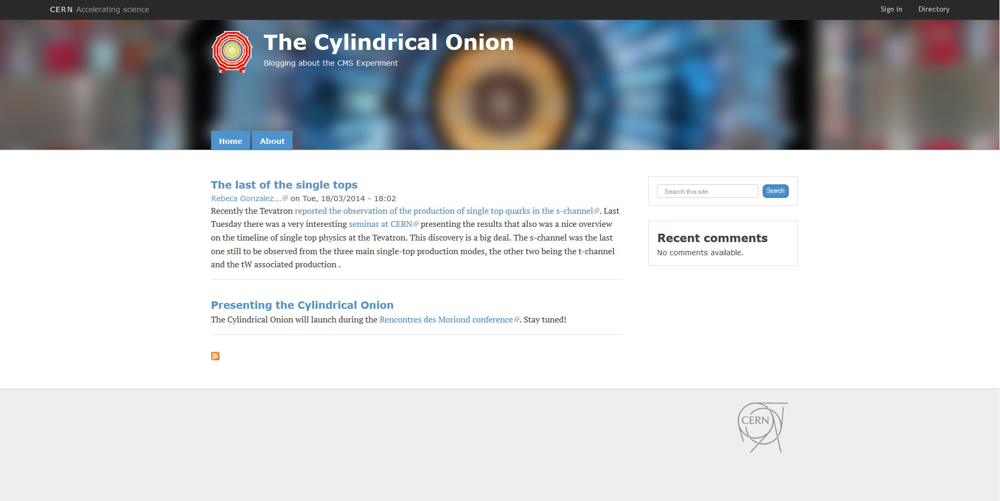 CERN Accelerating science
Sign in Directory
The Cylindrical Onion
Blogging about the CMS Experiment
Home About
The last of the single tops
Rebeca Gonzalez... on Tue, 18/03/2014 - 18:02
Recently the Tevatron reported the observation of the production of single top quarks in the s-channel. Last
Tuesday there was a very interesting seminar at CERN presenting the results that also was a nice overview
on the timeline of single top physics at the Tevatron. This discovery is a big deal. The s-channel was the last
one still to be observed from the three main single-top production modes, the other two being the t-channel
and the tW associated production .
Presenting the Cylindrical Onion
The Cylindrical Onion will launch during the Rencontres des Moriond conference. Stay tuned!
Search this site Search
Recent comments
No comments available.
CERN